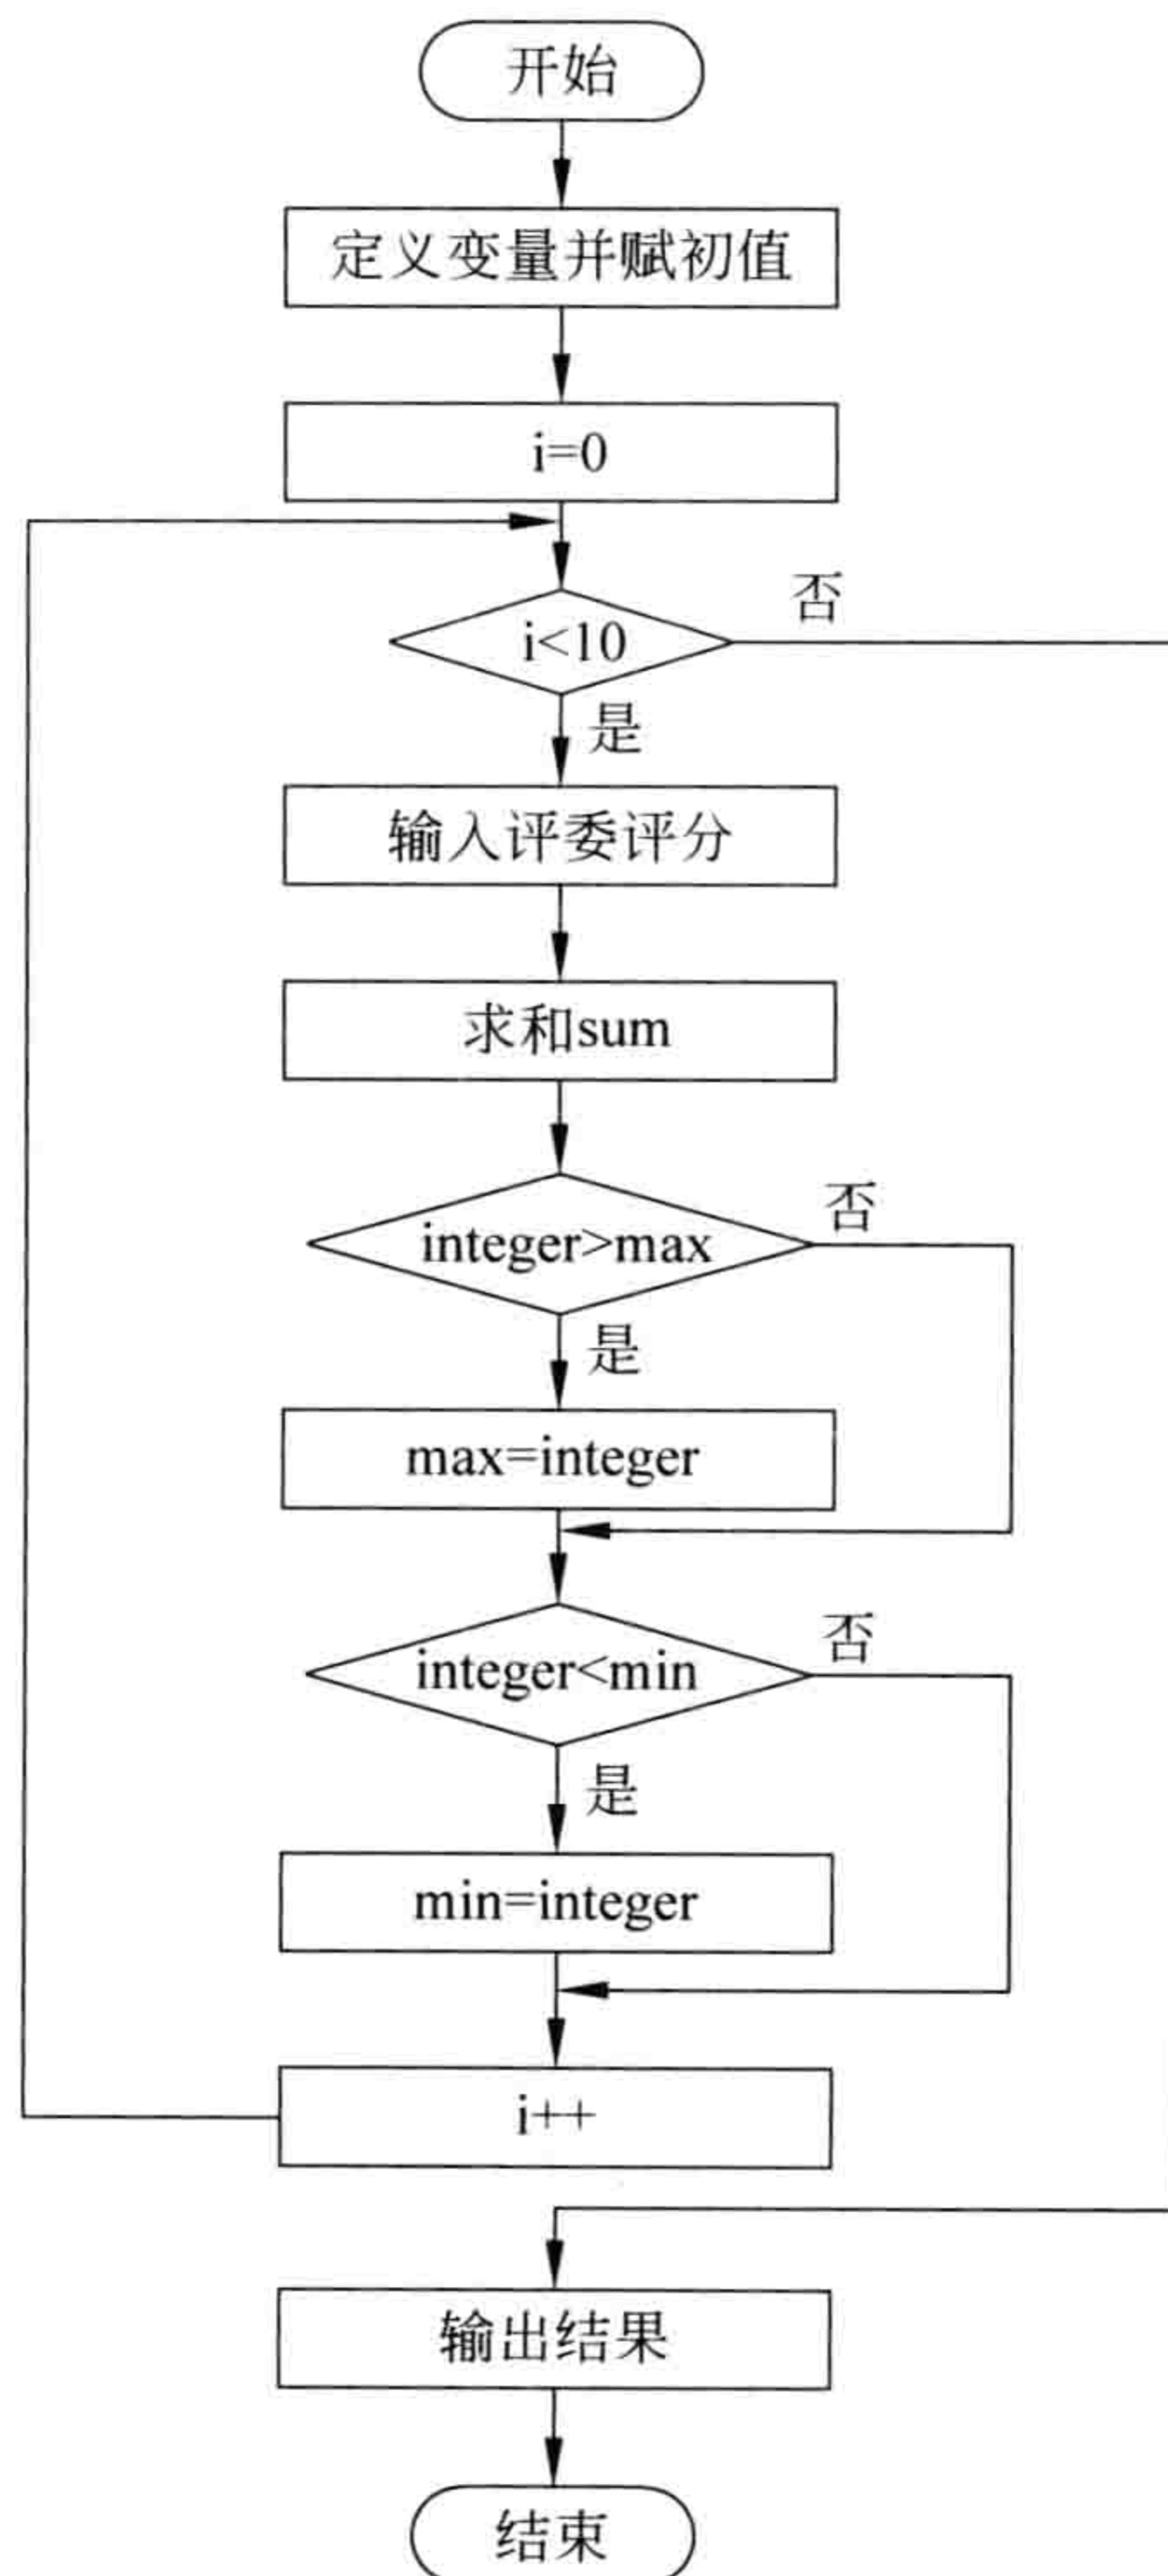 开始
定义变量并赋初值
i=0
否
i<10
是
输入评委评分
求和sum
否
integer>max
是
max=integer
否
integer<min
是
min=integer
i++
输出结果
结束